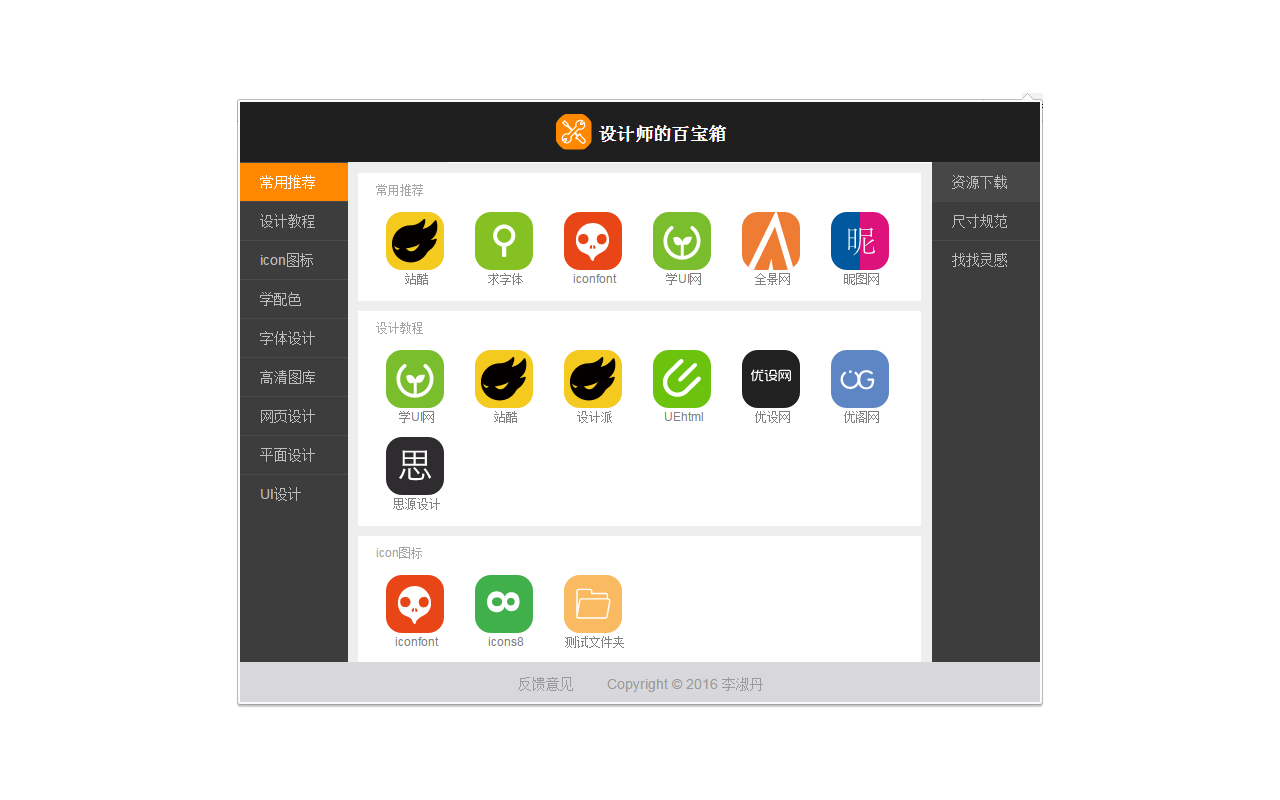 设计师的百宝箱
常用推荐
设计教程
icon图标
学配色
字体设计
高清图库
网页设计
平面设计
UI设计
常用推荐
站酷
求字体
iconfont
学UI网
全景网
昵
昵图网
设计教程
学UI网
站酷
设计派
UEhtml
优设网
优设网
ÜG
优阁网
思
思源设计
icon图标
iconfont
icons8
测试文件夹
资源下载
尺寸规范
找找灵感
反馈意见 Copyright © 2016 李淑丹